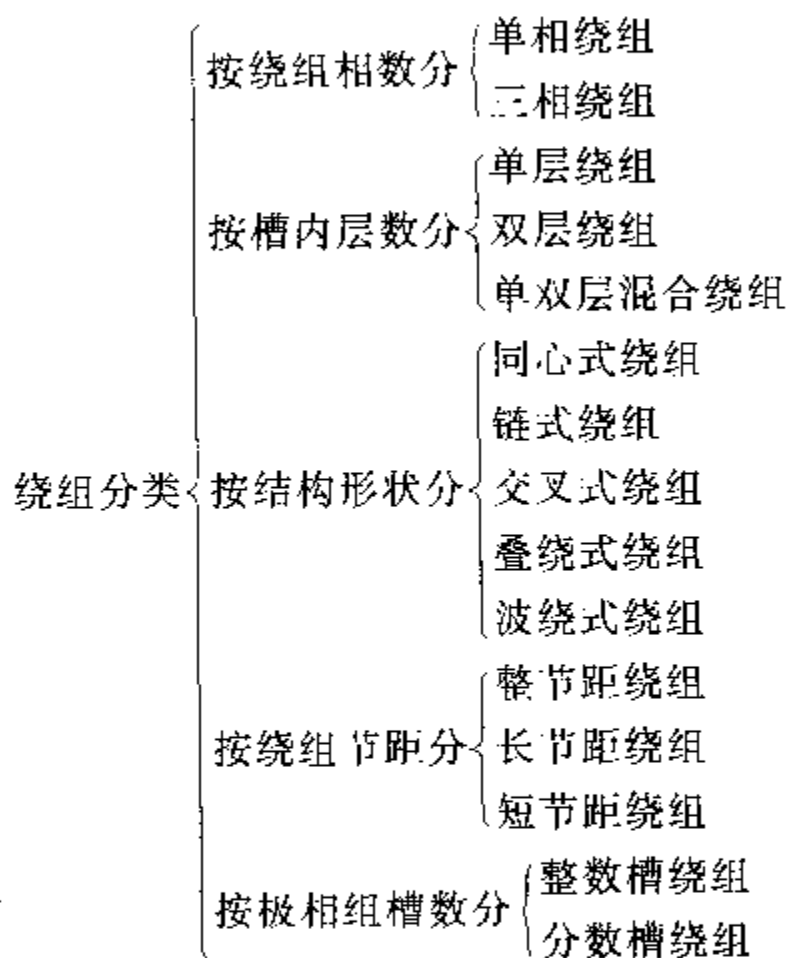 绕组分类
按绕组相数分
单相绕组
三相绕组
按槽内层数分
单层绕组
双层绕组
单双层混合绕组
按结构形状分
同心式绕组
链式绕组
交叉式绕组
叠绕式绕组
波绕式绕组
按绕组节距分
整节距绕组
长节距绕组
短节距绕组
按极相组槽数分
整数槽绕组
分数槽绕组